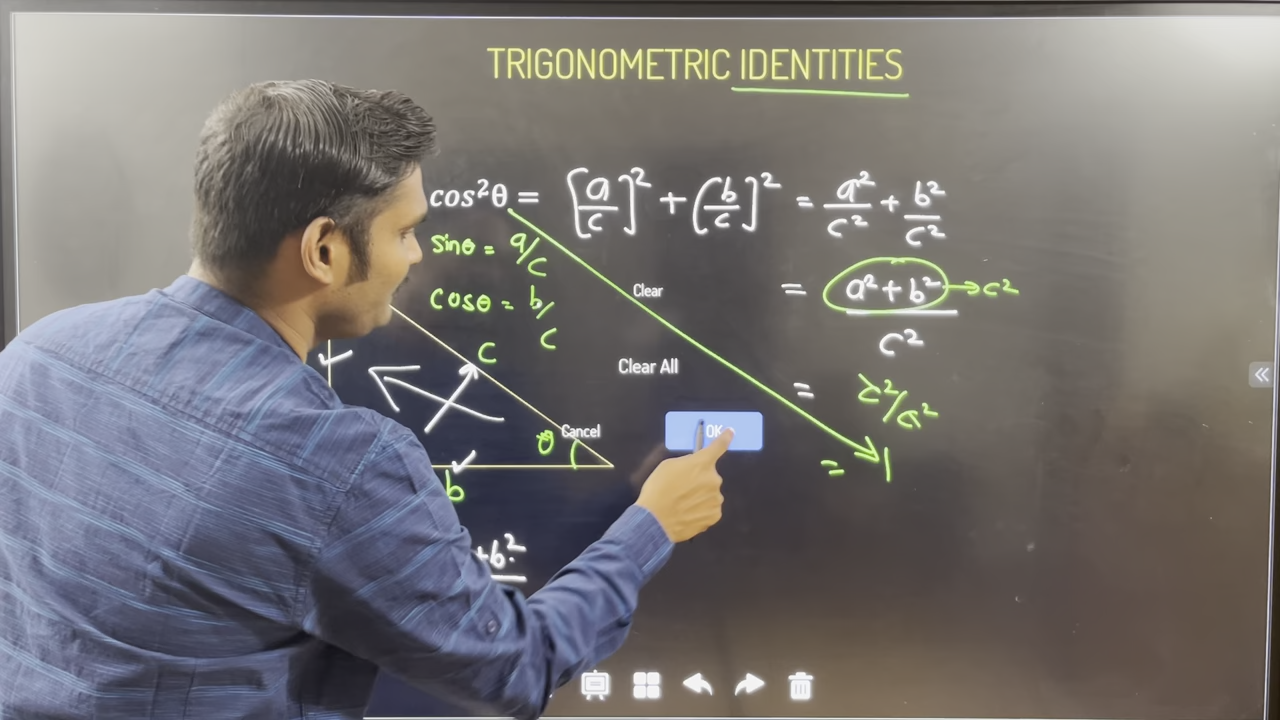 TRIGONOMETRIC IDENTITIES
cos²θ = [a/c]² + (b/c)² = a²/c² + b²/c²
sinθ = a/c
= a² + b² → c²
c²
Clear
cosθ = b/c
c
Clear All
= c²/c²
θ
Cancel
OK
= 1
b
+b²